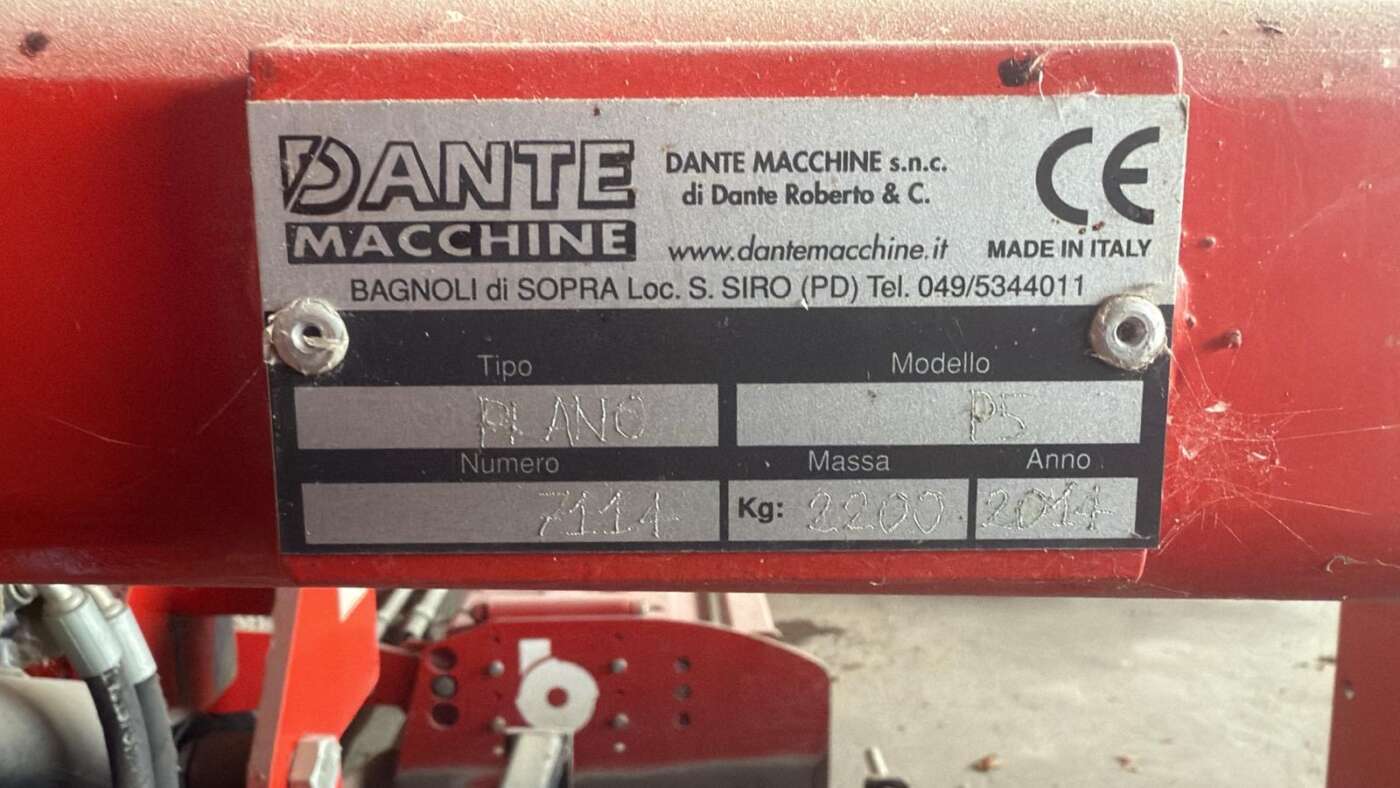 DANTE
MACCHINE
DANTE MACCHINE s.n.c.
di Dante Roberto & C.
www.dantemacchine.it
CE
MADE IN ITALY
BAGNOLI di SOPRA Loc. S. SIRO (PD) Tel. 049/5344011
Tipo Modello
PLANO P5
Numero Massa Anno
7114 Kg: 2200 2014